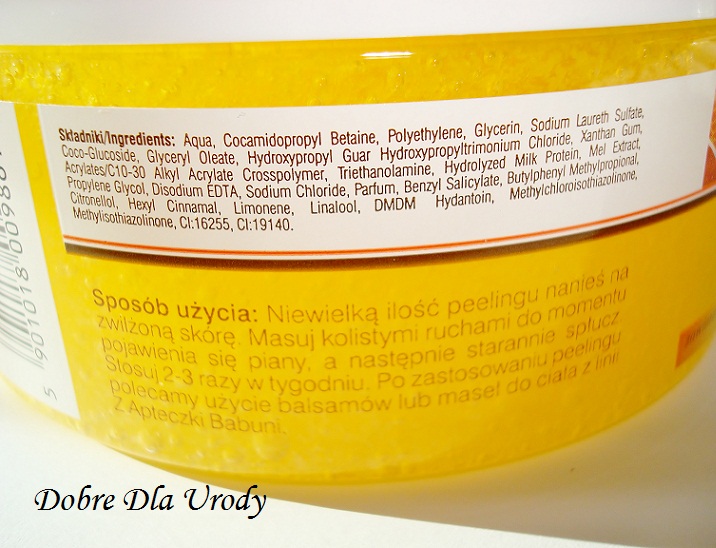 Składniki/Ingredients: Aqua, Cocamidopropyl Betaine, Polyethylene, Glycerin, Sodium Laureth Sulfate,
Coco-Glucoside, Glyceryl Oleate, Hydroxypropyl Guar Hydroxypropyltrimonium Chloride, Xanthan Gum,
Acrylates/C10-30 Alkyl Acrylate Crosspolymer, Triethanolamine, Hydrolyzed Milk Protein, Mel Extract,
Propylene Glycol, Disodium EDTA, Sodium Chloride, Parfum, Benzyl Salicylate, Butylphenyl Methylpropional,
Citronellol, Hexyl Cinnamal, Limonene, Linalool, DMDM Hydantoin, Methylchloroisothiazolinone,
Methylisothiazolinone, CI:16255, CI:19140.
Sposób użycia: Niewielką ilość peelingu nanieś na
zwilżoną skórę. Masuj kolistymi ruchami do momentu
pojawienia się piany, a następnie starannie spłucz.
Stosuj 2-3 razy w tygodniu. Po zastosowaniu peelingu
polecamy użycie balsamów lub maseł do ciała z linii
Z Apteczki Babuni.
Dobre Dla Urody